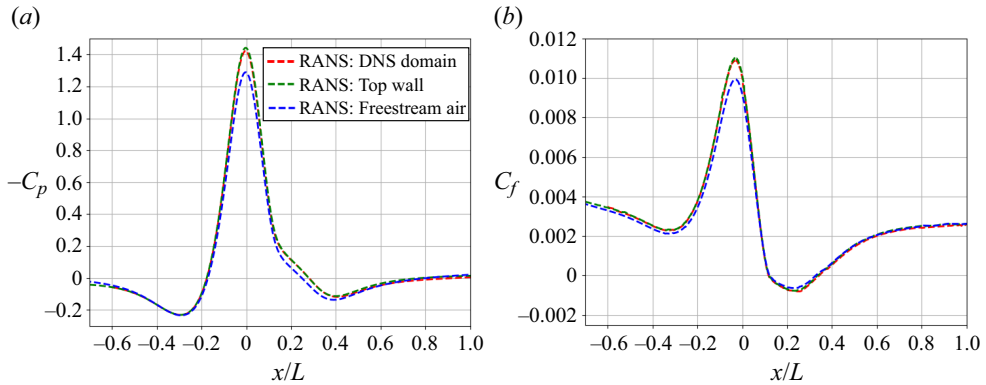 (a)
1.4
1.2
1.0
0.8
0.6
0.4
0.2
0
−0.2
−C_p
−0.6 −0.4 −0.2 0 0.2 0.4 0.6 0.8 1.0
x/L
RANS: DNS domain
RANS: Top wall
RANS: Freestream air
(b)
0.012
0.010
0.008
0.006
0.004
0.002
0
−0.002
C_f
−0.6 −0.4 −0.2 0 0.2 0.4 0.6 0.8 1.0
x/L